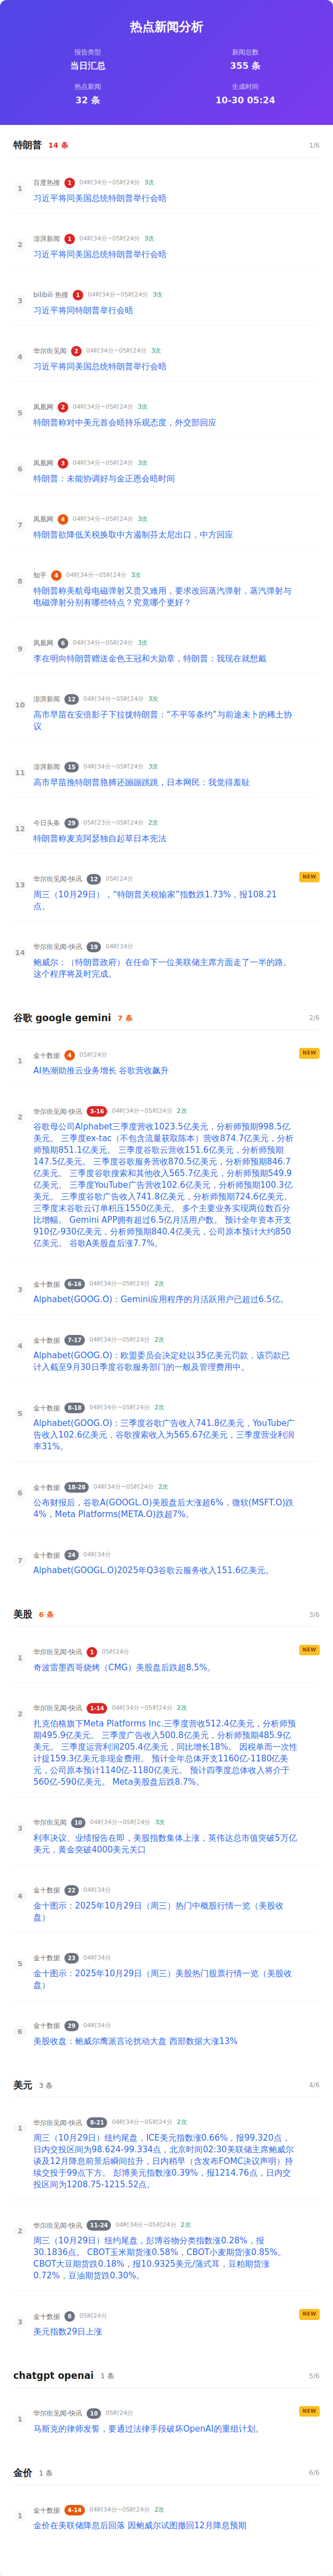 热点新闻分析
报告类型
当日汇总
新闻总数
355 条
热点新闻
32 条
生成时间
10-30 05:24
特朗普 14 条 1/6
1
百度热搜 1 04时34分~05时24分 3次
习近平将同美国总统特朗普举行会晤
2
澎湃新闻 1 04时34分~05时24分 3次
习近平将同美国总统特朗普举行会晤
3
bilibili 热搜 1 04时34分~05时24分 3次
习近平将同特朗普举行会晤
4
华尔街见闻 2 04时34分~05时24分 3次
习近平将同美国总统特朗普举行会晤
5
凤凰网 2 04时34分~05时24分 3次
特朗普称对中美元首会晤持乐观态度，外交部回应
6
凤凰网 3 04时34分~05时24分 3次
特朗普：未能协调好与金正恩会晤时间
7
凤凰网 4 04时34分~05时24分 3次
特朗普欲降低关税换取中方遏制芬太尼出口，中方回应
8
知乎 4 04时34分~05时24分 3次
特朗普称美航母电磁弹射又贵又难用，要求改回蒸汽弹射，蒸汽弹射与
电磁弹射分别有哪些特点？究竟哪个更好？
9
凤凰网 6 04时34分~05时24分 3次
李在明向特朗普赠送金色王冠和大勋章，特朗普：我现在就想戴
10
澎湃新闻 12 04时34分~05时24分 3次
高市早苗在安倍影子下拉拢特朗普：“不平等条约”与前途未卜的稀土协
议
11
澎湃新闻 15 04时34分~05时24分 3次
高市早苗挽特朗普胳膊还蹦蹦跳跳，日本网民：我觉得羞耻
12
今日头条 29 05时23分~05时24分 2次
特朗普称麦克阿瑟独自起草日本宪法
13
华尔街见闻-快讯 12 05时24分 NEW
周三（10月29日），“特朗普关税输家”指数跌1.73%，报108.21
点。
14
华尔街见闻-快讯 19 04时34分
鲍威尔：（特朗普政府）在任命下一位美联储主席方面走了一半的路。
这个程序将及时完成。
谷歌 google gemini 7 条 2/6
1
金十数据 4 05时24分 NEW
AI热潮助推云业务增长 谷歌营收飙升
2
华尔街见闻-快讯 3-16 04时34分~05时24分 2次
谷歌母公司Alphabet三季度营收1023.5亿美元，分析师预期998.5亿
美元。 三季度ex-tac（不包含流量获取陈本）营收874.7亿美元，分析
师预期851.1亿美元。 三季度谷歌云营收151.6亿美元，分析师预期
147.5亿美元。 三季度谷歌服务营收870.5亿美元，分析师预期846.7
亿美元。 三季度谷歌搜索和其他收入565.7亿美元，分析师预期549.9
亿美元。 三季度YouTube广告营收102.6亿美元，分析师预期100.3亿
美元。 三季度谷歌广告收入741.8亿美元，分析师预期724.6亿美元。
三季度末谷歌云订单积压1550亿美元。 多个主要业务实现两位数百分
比增幅。 Gemini APP拥有超过6.5亿月活用户数。 预计全年资本开支
910亿-930亿美元，分析师预期840.4亿美元，公司原本预计大约850
亿美元。 谷歌A美股盘后涨7.7%。
3
金十数据 6-16 04时34分~05时24分 2次
Alphabet(GOOG.O)：Gemini应用程序的月活跃用户已超过6.5亿。
4
金十数据 7-17 04时34分~05时24分 2次
Alphabet(GOOG.O)：欧盟委员会决定处以35亿美元罚款，该罚款已
计入截至9月30日季度谷歌服务部门的一般及管理费用中。
5
金十数据 8-18 04时34分~05时24分 2次
Alphabet(GOOG.O)：三季度谷歌广告收入741.8亿美元，YouTube广
告收入102.6亿美元，谷歌搜索收入为565.67亿美元，三季度营业利润
率31%。
6
金十数据 18-28 04时34分~05时24分 2次
公布财报后，谷歌A(GOOGL.O)美股盘后大涨超6%，微软(MSFT.O)跌
4%，Meta Platforms(META.O)跌超7%。
7
金十数据 24 04时34分
Alphabet(GOOGL.O)2025年Q3谷歌云服务收入151.6亿美元。
美股 6 条 3/6
1
华尔街见闻-快讯 1 05时24分 NEW
奇波雷墨西哥烧烤（CMG）美股盘后跌超8.5%。
2
华尔街见闻-快讯 1-14 04时34分~05时24分 2次
扎克伯格旗下Meta Platforms Inc.三季度营收512.4亿美元，分析师预
期495.9亿美元。 三季度广告收入500.8亿美元，分析师预期485.9亿
美元。 三季度运营利润205.4亿美元，同比增长18%。 因税单而一次性
计提159.3亿美元非现金费用。 预计全年总体开支1160亿-1180亿美
元，公司原本预计1140亿-1180亿美元。 预计四季度总体收入将介于
560亿-590亿美元。 Meta美股盘后跌8.7%。
3
华尔街见闻 10 04时34分~05时24分 3次
利率决议、业绩报告在即，美股指数集体上涨，英伟达总市值突破5万亿
美元，黄金突破4000美元关口
4
金十数据 22 04时34分
金十图示：2025年10月29日（周三）热门中概股行情一览（美股收
盘）
5
金十数据 23 04时34分
金十图示：2025年10月29日（周三）美股热门股票行情一览（美股收
盘）
6
金十数据 29 04时34分
美股收盘：鲍威尔鹰派言论扰动大盘 西部数据大涨13%
美元 3 条 4/6
1
华尔街见闻-快讯 8-21 04时34分~05时24分 2次
周三（10月29日）纽约尾盘，ICE美元指数涨0.66%，报99.320点，
日内交投区间为98.624-99.334点，北京时间02:30美联储主席鲍威尔
谈及12月降息前景后瞬间拉升，日内稍早（含发布FOMC决议声明）持
续交投于99点下方。 彭博美元指数涨0.39%，报1214.76点，日内交
投区间为1208.75-1215.52点。
2
华尔街见闻-快讯 11-24 04时34分~05时24分 2次
周三（10月29日）纽约尾盘，彭博谷物分类指数涨0.28%，报
30.1836点。 CBOT玉米期货涨0.58%，CBOT小麦期货涨0.85%。
CBOT大豆期货跌0.18%，报10.9325美元/蒲式耳，豆粕期货涨
0.72%，豆油期货跌0.30%。
3
金十数据 8 05时24分 NEW
美元指数29日上涨
chatgpt openai 1 条 5/6
1
华尔街见闻-快讯 10 05时24分 NEW
马斯克的律师发誓，要通过法律手段破坏OpenAI的重组计划。
金价 1 条 6/6
1
金十数据 4-14 04时34分~05时24分 2次
金价在美联储降息后回落 因鲍威尔试图撤回12月降息预期